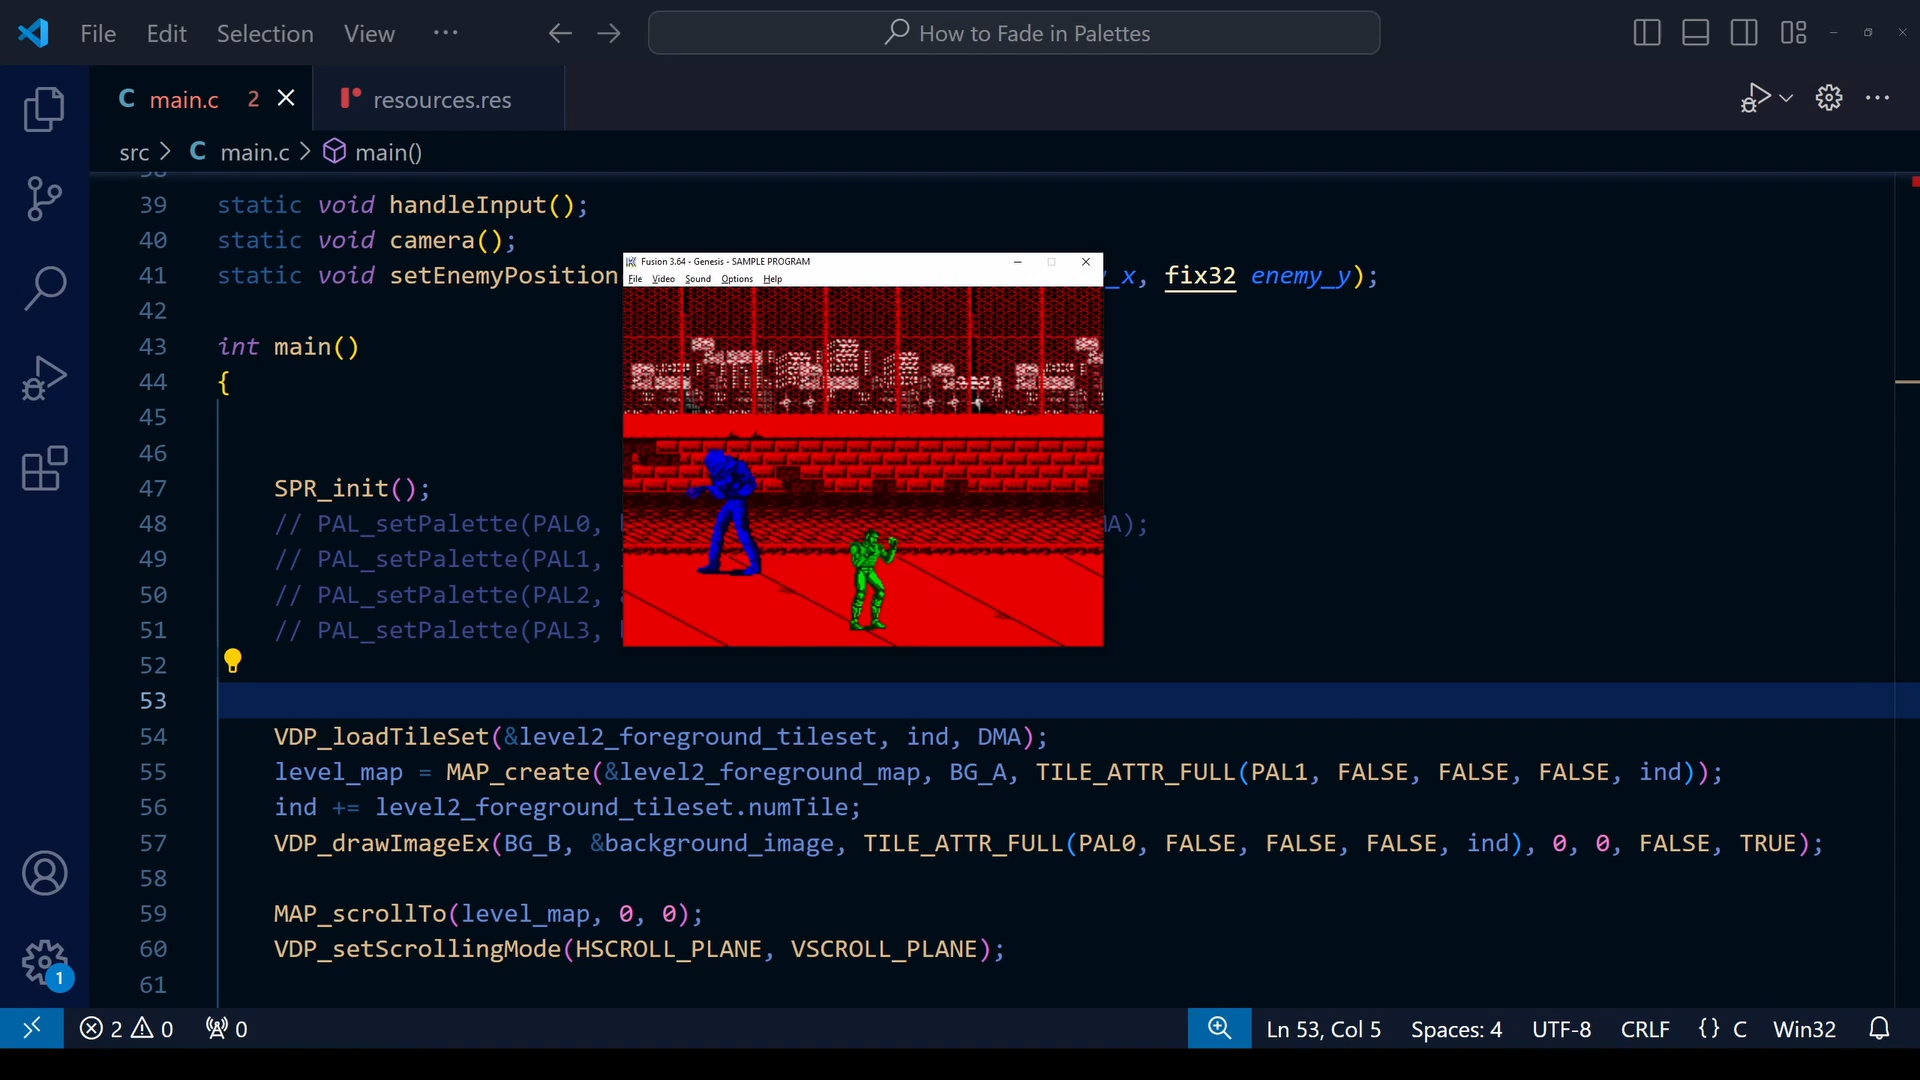 File Edit Selection View ··· How to Fade in Palettes
C main.c 2 resources.res
src > C main.c > main()
39 static void handleInput();
40 static void camera();
41 static void setEnemyPosition _x, fix32 enemy_y);
42
43 int main()
44 {
45
46
47 SPR_init();
48 // PAL_setPalette(PAL0, MA);
49 // PAL_setPalette(PAL1,
50 // PAL_setPalette(PAL2,
51 // PAL_setPalette(PAL3,
52
53
54 VDP_loadTileSet(&level2_foreground_tileset, ind, DMA);
55 level_map = MAP_create(&level2_foreground_map, BG_A, TILE_ATTR_FULL(PAL1, FALSE, FALSE, FALSE, ind));
56 ind += level2_foreground_tileset.numTile;
57 VDP_drawImageEx(BG_B, &background_image, TILE_ATTR_FULL(PAL0, FALSE, FALSE, FALSE, ind), 0, 0, FALSE, TRUE);
58
59 MAP_scrollTo(level_map, 0, 0);
60 VDP_setScrollingMode(HSCROLL_PLANE, VSCROLL_PLANE);
61
Fusion 3.64 - Genesis - SAMPLE PROGRAM
File Video Sound Options Help
1
2 0 0 Ln 53, Col 5 Spaces: 4 UTF-8 CRLF {} C Win32